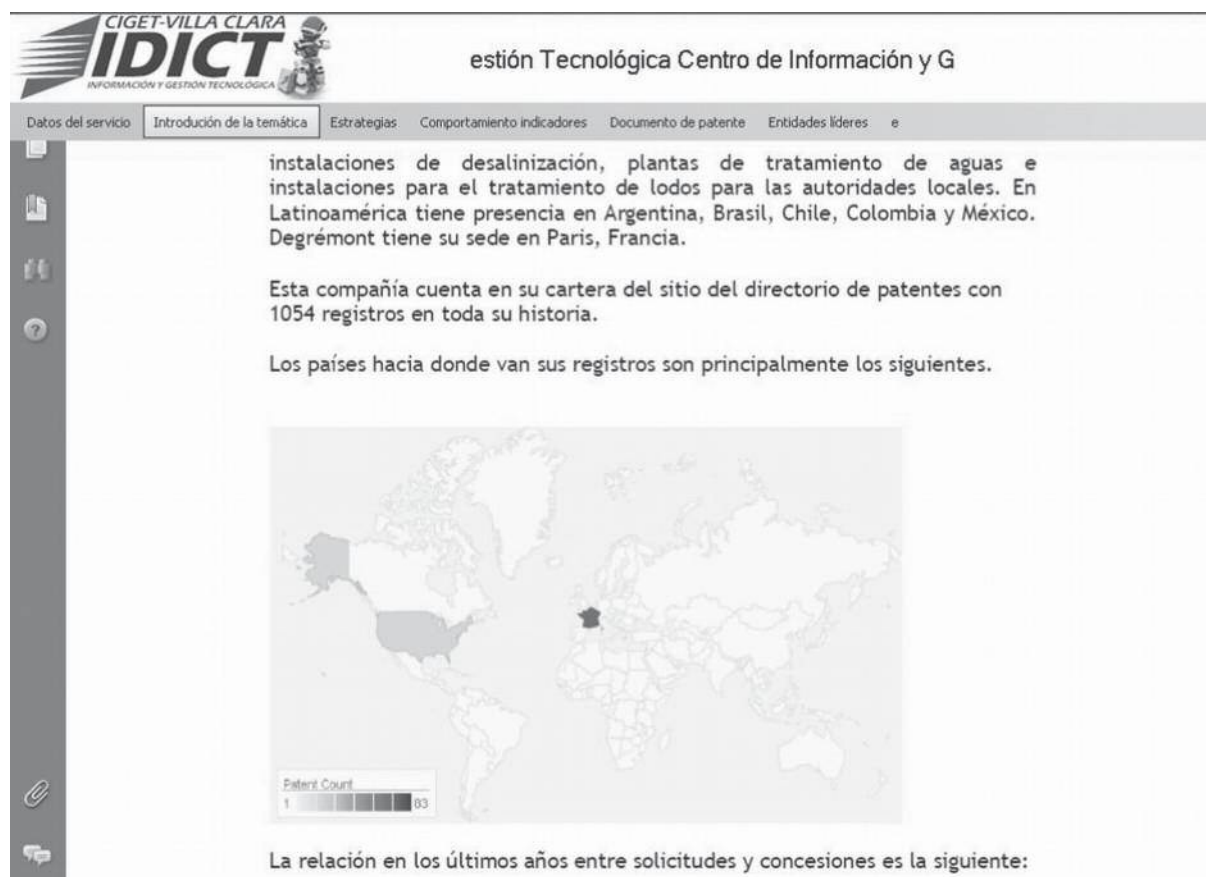 CIGET-VILLA CLARA
IDICT
INFORMACIÓN Y GESTIÓN TECNOLÓGICA
estión Tecnológica Centro de Información y G
Datos del servicio Introdución de la temática Estrategias Comportamiento indicadores Documento de patente Entidades líderes e
instalaciones de desalinización, plantas de tratamiento de aguas e
instalaciones para el tratamiento de lodos para las autoridades locales. En
Latinoamérica tiene presencia en Argentina, Brasil, Chile, Colombia y México.
Degrémont tiene su sede en Paris, Francia.
Esta compañía cuenta en su cartera del sitio del directorio de patentes con
1054 registros en toda su historia.
Los países hacia donde van sus registros son principalmente los siguientes.
Patent Count
1 83
La relación en los últimos años entre solicitudes y concesiones es la siguiente: